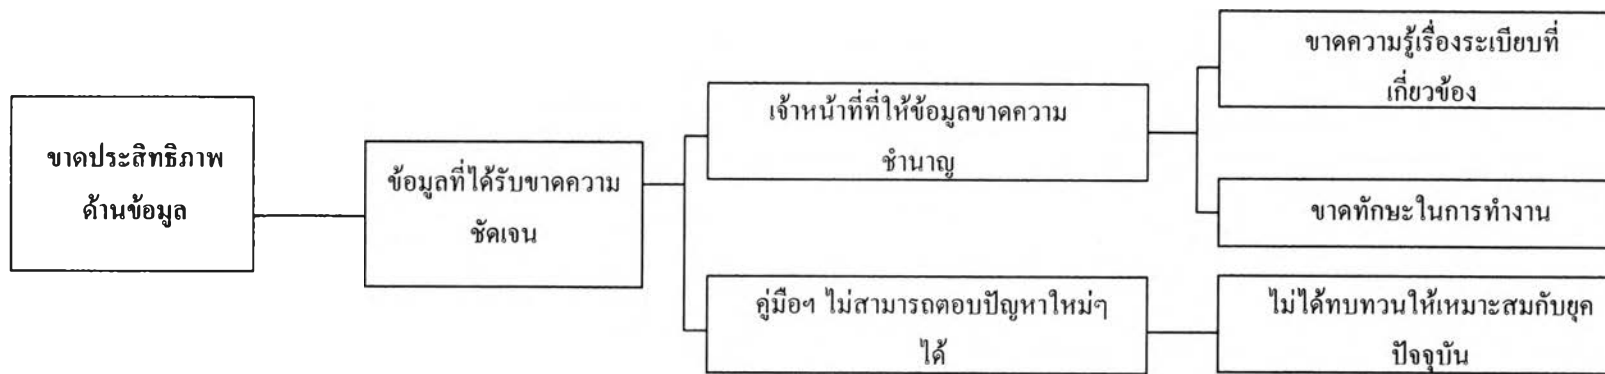 ขาดประสิทธิภาพ
ด้านข้อมูล
ข้อมูลที่ได้รับขาดความ
ชัดเจน
เจ้าหน้าที่ที่ให้ข้อมูลขาดความ
ชำนาญ
ขาดความรู้เรื่องระเบียบที่
เกี่ยวข้อง
ขาดทักษะในการทำงาน
คู่มือฯ ไม่สามารถตอบปัญหาใหม่ๆ
ได้
ไม่ได้ทบทวนให้เหมาะสมกับยุค
ปัจจุบัน